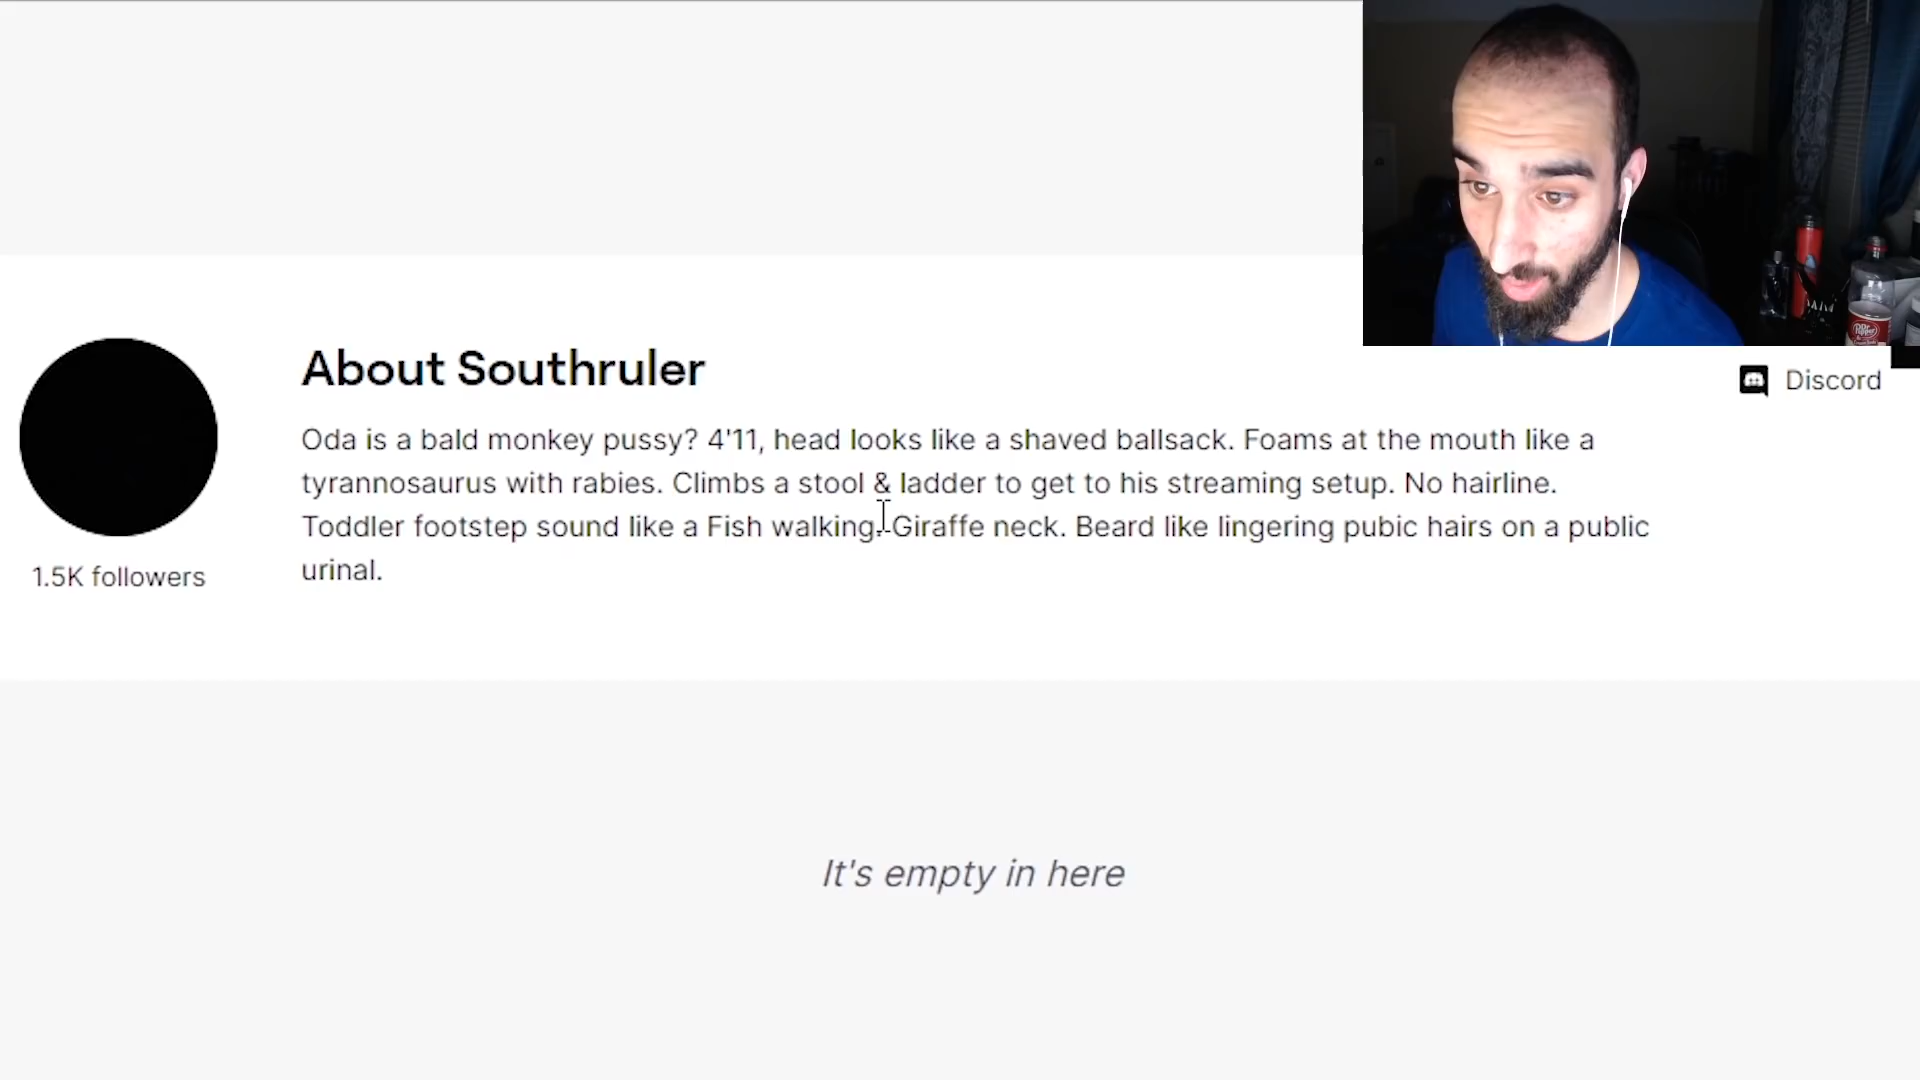 About Southruler
Discord
Oda is a bald monkey pussy? 4'11, head looks like a shaved ballsack. Foams at the mouth like a
tyrannosaurus with rabies. Climbs a stool & ladder to get to his streaming setup. No hairline.
Toddler footstep sound like a Fish walking. Giraffe neck. Beard like lingering pubic hairs on a public
urinal.
1.5K followers
It's empty in here
Dr Pepper